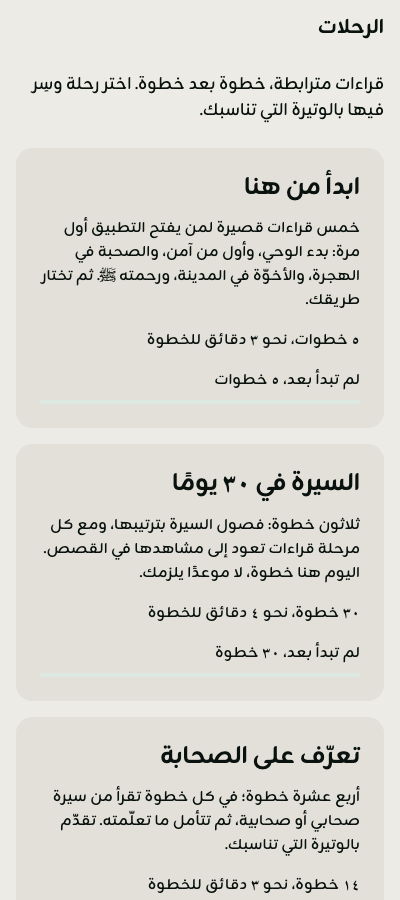 الرحلات
قراءات مترابطة، خطوة بعد خطوة. اختر رحلة وسِر
فيها بالوتيرة التي تناسبك.
ابدأ من هنا
خمس قراءات قصيرة لمن يفتح التطبيق أول
مرة: بدء الوحي، وأول من آمن، والصحبة في
الهجرة، والأخوّة في المدينة، ورحمته ﷺ. ثم تختار
طريقك.
٥ خطوات، نحو ٣ دقائق للخطوة
لم تبدأ بعد، ٥ خطوات
السيرة في ٣٠ يومًا
ثلاثون خطوة: فصول السيرة بترتيبها، ومع كل
مرحلة قراءات تعود إلى مشاهدها في القصص.
اليوم هنا خطوة، لا موعدًا يلزمك.
٣٠ خطوة، نحو ٤ دقائق للخطوة
لم تبدأ بعد، ٣٠ خطوة
تعرّف على الصحابة
أربع عشرة خطوة؛ في كل خطوة تقرأ من سيرة
صحابي أو صحابية، ثم تتأمل ما تعلّمته. تقدّم
بالوتيرة التي تناسبك.
١٤ خطوة، نحو ٣ دقائق للخطوة